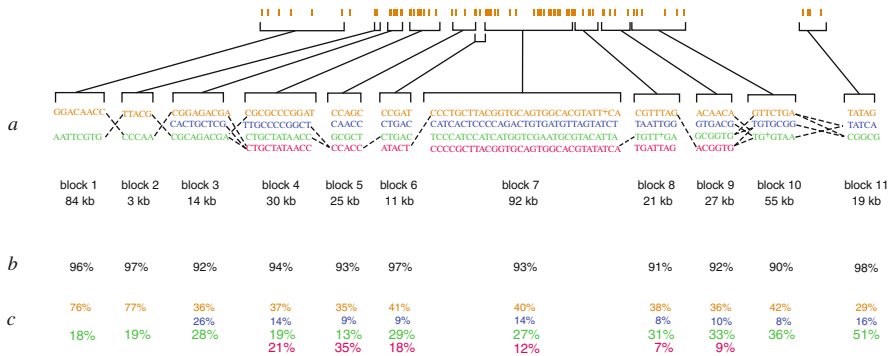 GGACAACC TTACG CGGAGACGA CGCGCCCGGAT CCAGC CCGAT CCCTGCTTACGGTGCAGTGGCACGTATT+CA CGTTTAG ACAACA GTTCTGA TATAG
a CACTGCTCG TTGCCCCGGCT CAACC CTGAC CATCACTCCCCAGACTGTGATGTTAGTATCT TAATTGG GTGACG TGTGCGG TATCA
AATTCGTG CCCAA CGCAGACGA CTGCTATAACC GCGCT CTGAC TCCCATCCATCATGGTCGAATGCGTACATTA TGTT+GA GCGGTG TG+GTAA CGGCG
CTGCTATAACC CCACC ATACT CCCCGCTTACGGTGCAGTGGCACGTATATCA TGATTAG ACGGTG
block 1 block 2 block 3 block 4 block 5 block 6 block 7 block 8 block 9 block 10 block 11
84 kb 3 kb 14 kb 30 kb 25 kb 11 kb 92 kb 21 kb 27 kb 55 kb 19 kb
b 96% 97% 92% 94% 93% 97% 93% 91% 92% 90% 98%
76% 77% 36% 37% 35% 41% 40% 38% 36% 42% 29%
c 26% 14% 9% 9% 14% 8% 10% 8% 16%
18% 19% 28% 19% 13% 29% 27% 31% 33% 36% 51%
21% 35% 18% 12% 7% 9%